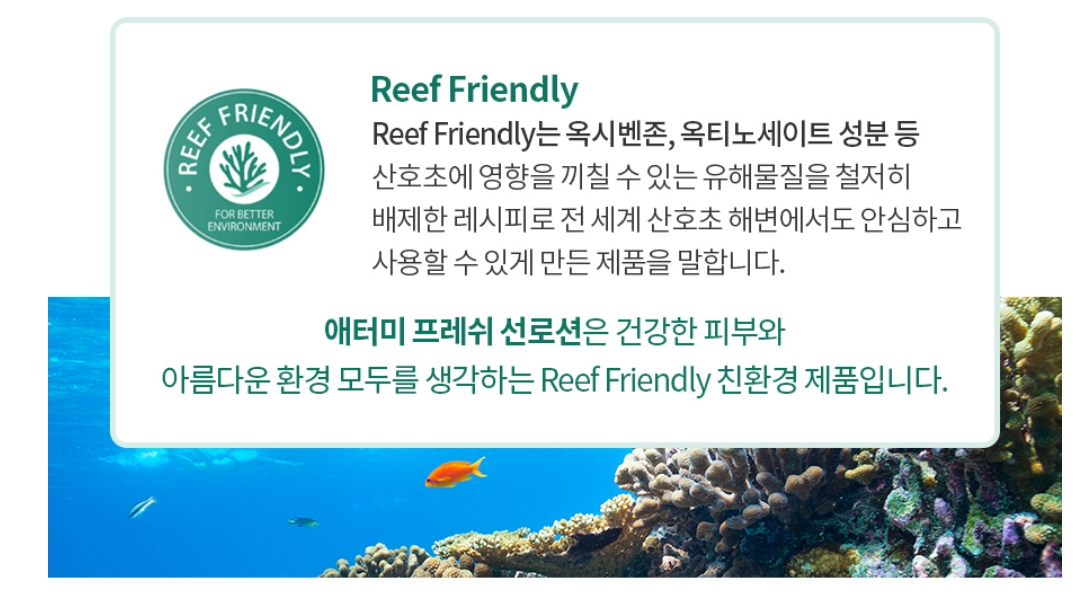 REEF FRIENDLY
FOR BETTER
ENVIRONMENT
Reef Friendly
Reef Friendly는 옥시벤존, 옥티노세이트 성분 등
산호초에 영향을 끼칠 수 있는 유해물질을 철저히
배제한 레시피로 전 세계 산호초 해변에서도 안심하고
사용할 수 있게 만든 제품을 말합니다.
애터미 프레쉬 선로션은 건강한 피부와
아름다운 환경 모두를 생각하는 Reef Friendly 친환경 제품입니다.